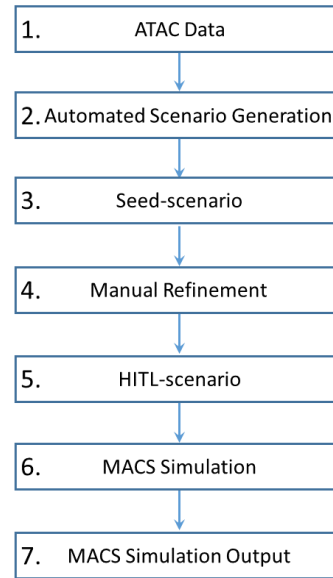 1. ATAC Data
2. Automated Scenario Generation
3. Seed-scenario
4. Manual Refinement
5. HITL-scenario
6. MACS Simulation
7. MACS Simulation Output